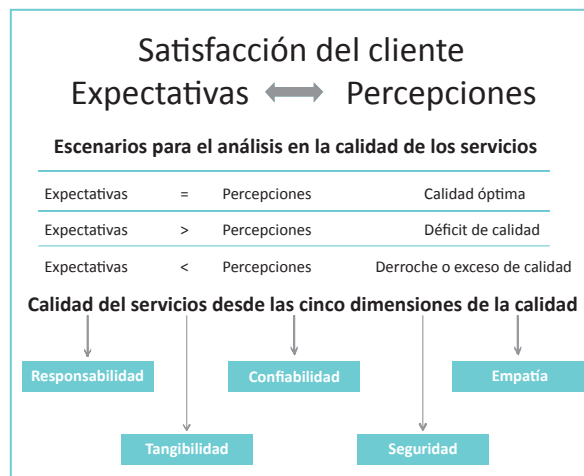 Satisfacción del cliente
Expectativas Percepciones
Escenarios para el análisis en la calidad de los servicios
Expectativas = Percepciones Calidad óptima
Expectativas > Percepciones Déficit de calidad
Expectativas < Percepciones Derroche o exceso de calidad
Calidad del servicios desde las cinco dimensiones de la calidad
Responsabilidad Confiabilidad Empatía
Tangibilidad Seguridad